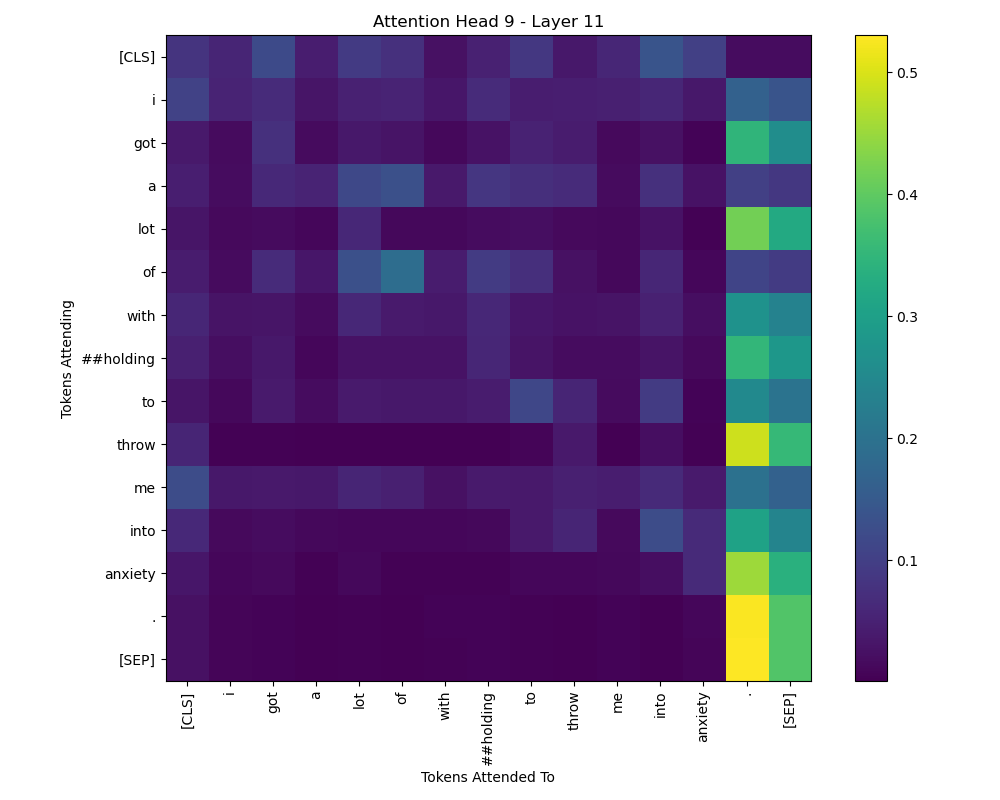 Attention Head 9 - Layer 11
Tokens Attending
[CLS]
i
got
a
lot
of
with
##holding
to
throw
me
into
anxiety
.
[SEP]
[CLS]
i
got
a
lot
of
with
##holding
to
throw
me
into
anxiety
.
[SEP]
Tokens Attended To
0.5
0.4
0.3
0.2
0.1